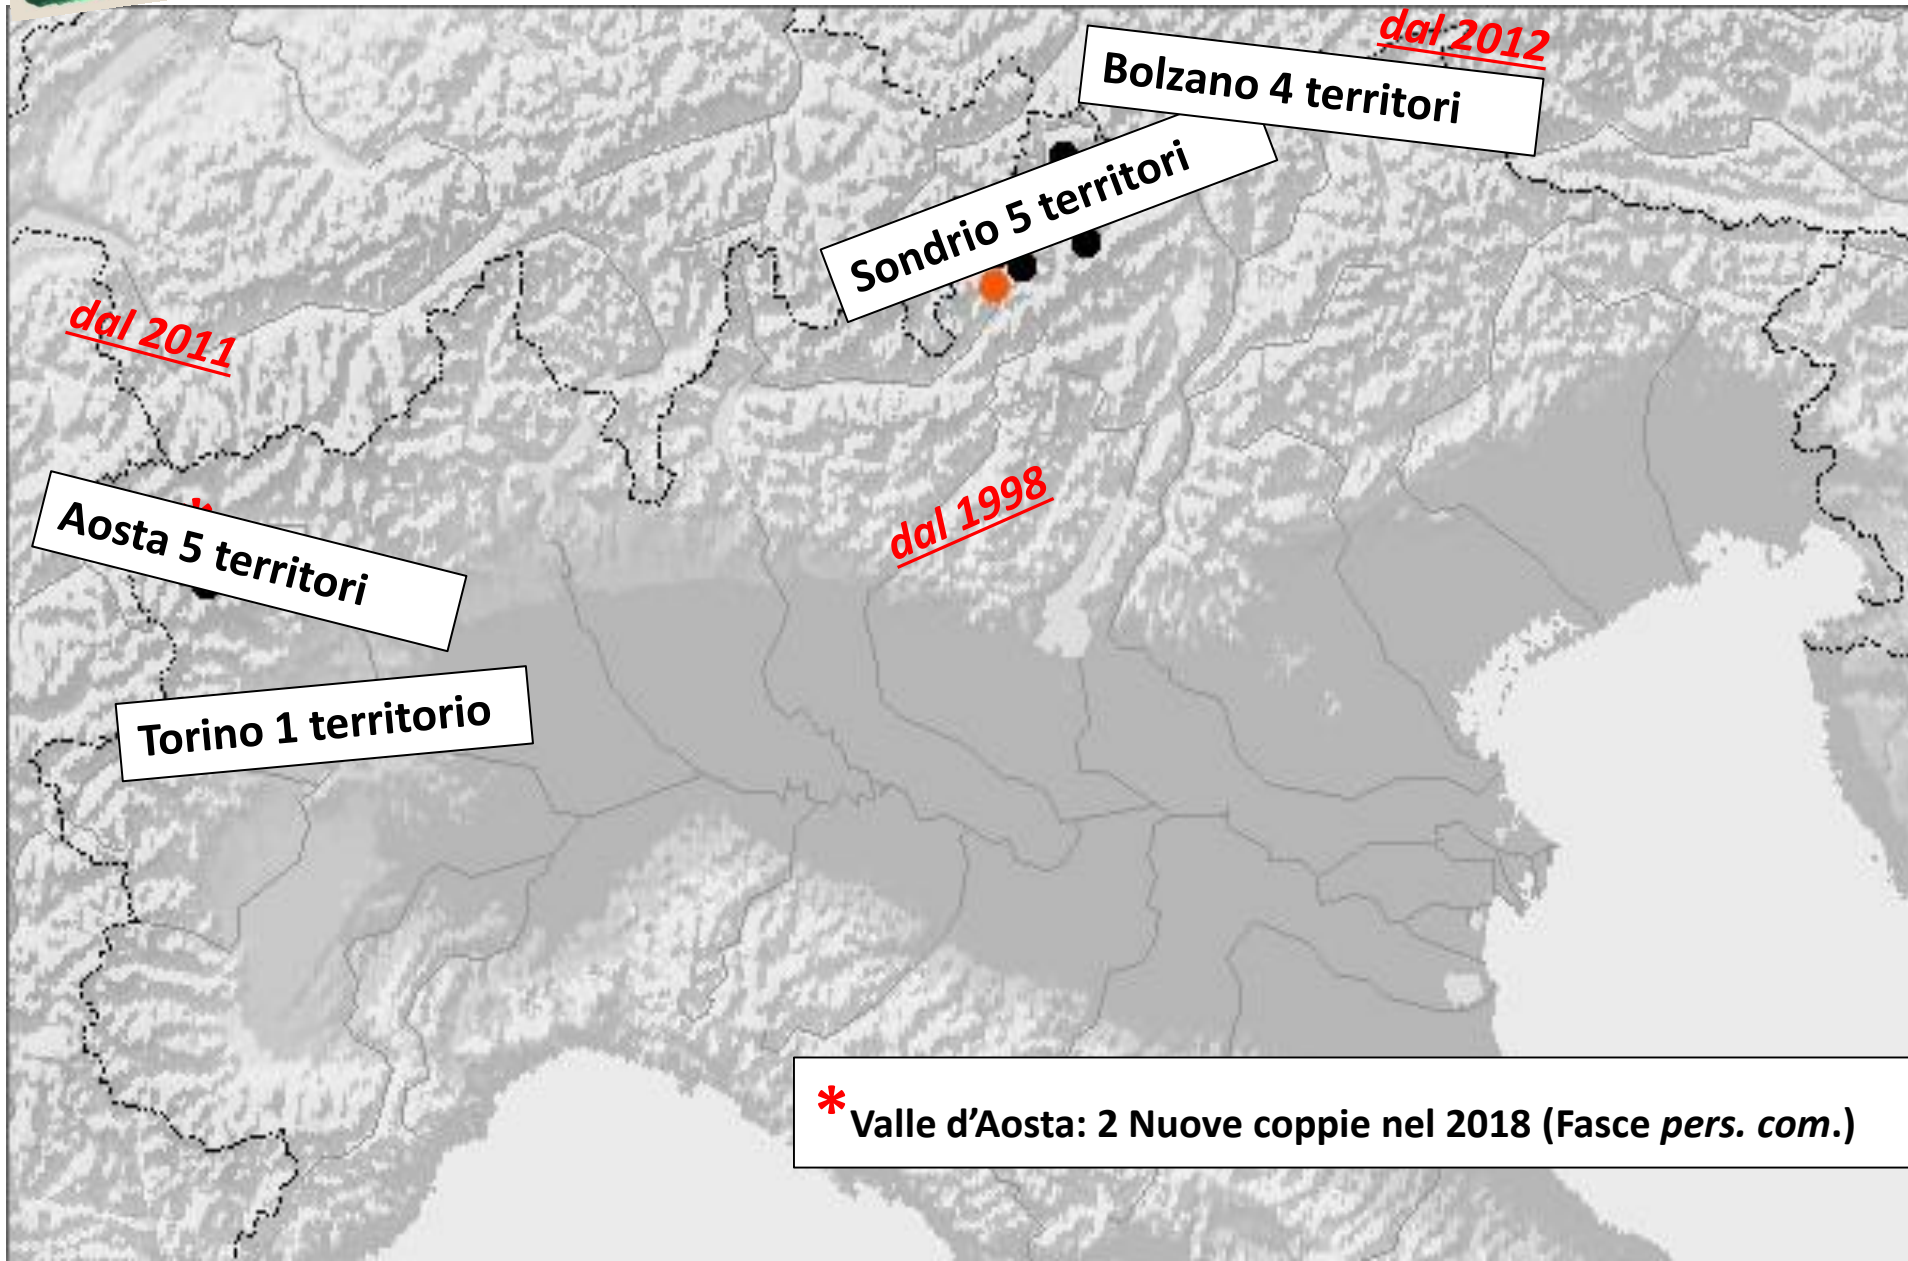 dal 2012
Bolzano 4 territori
Sondrio 5 territori
dal 2011
dal 1998
*
Aosta 5 territori
Torino 1 territorio
* Valle d’Aosta: 2 Nuove coppie nel 2018 (Fasce pers. com.)